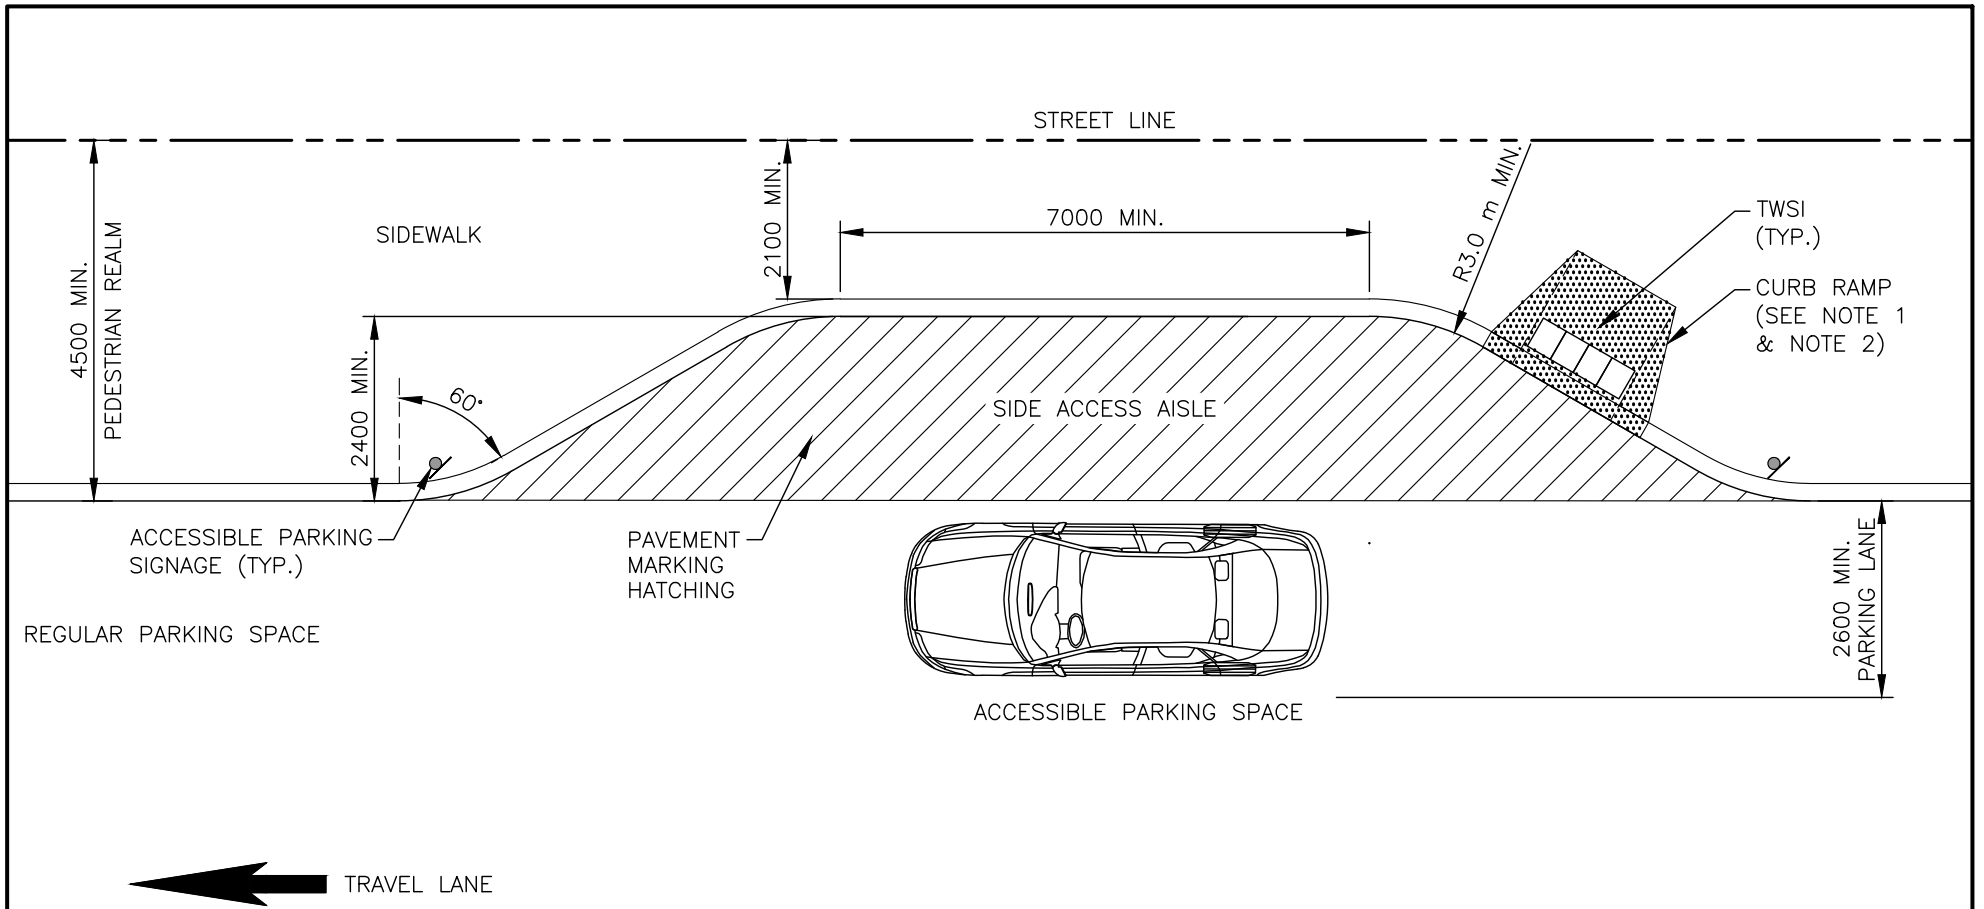 STREET LINE
4500 MIN.
PEDESTRIAN REALM
SIDEWALK
2100 MIN.
7000 MIN.
R3.0 m MIN.
TWSI
(TYP.)
CURB RAMP
(SEE NOTE 1
& NOTE 2)
2400 MIN.
60°
SIDE ACCESS AISLE
ACCESSIBLE PARKING
SIGNAGE (TYP.)
PAVEMENT
MARKING
HATCHING
REGULAR PARKING SPACE
2600 MIN.
PARKING LANE
ACCESSIBLE PARKING SPACE
TRAVEL LANE